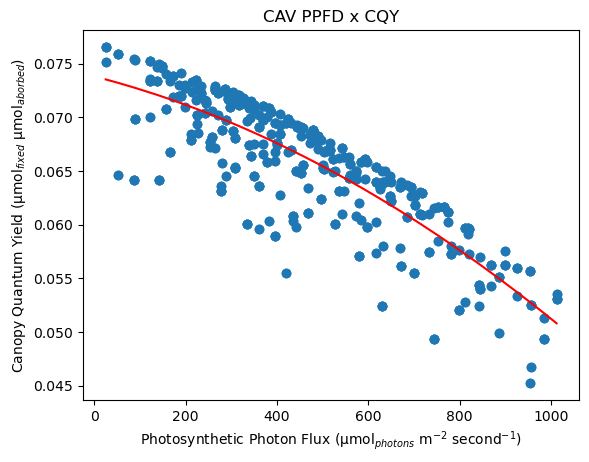 CAV PPFD x CQY
Canopy Quantum Yield (μmol_fixed μmol_aborbed)
0.075
0.070
0.065
0.060
0.055
0.050
0.045
0 200 400 600 800 1000
Photosynthetic Photon Flux (μmol_photons m⁻² second⁻¹)